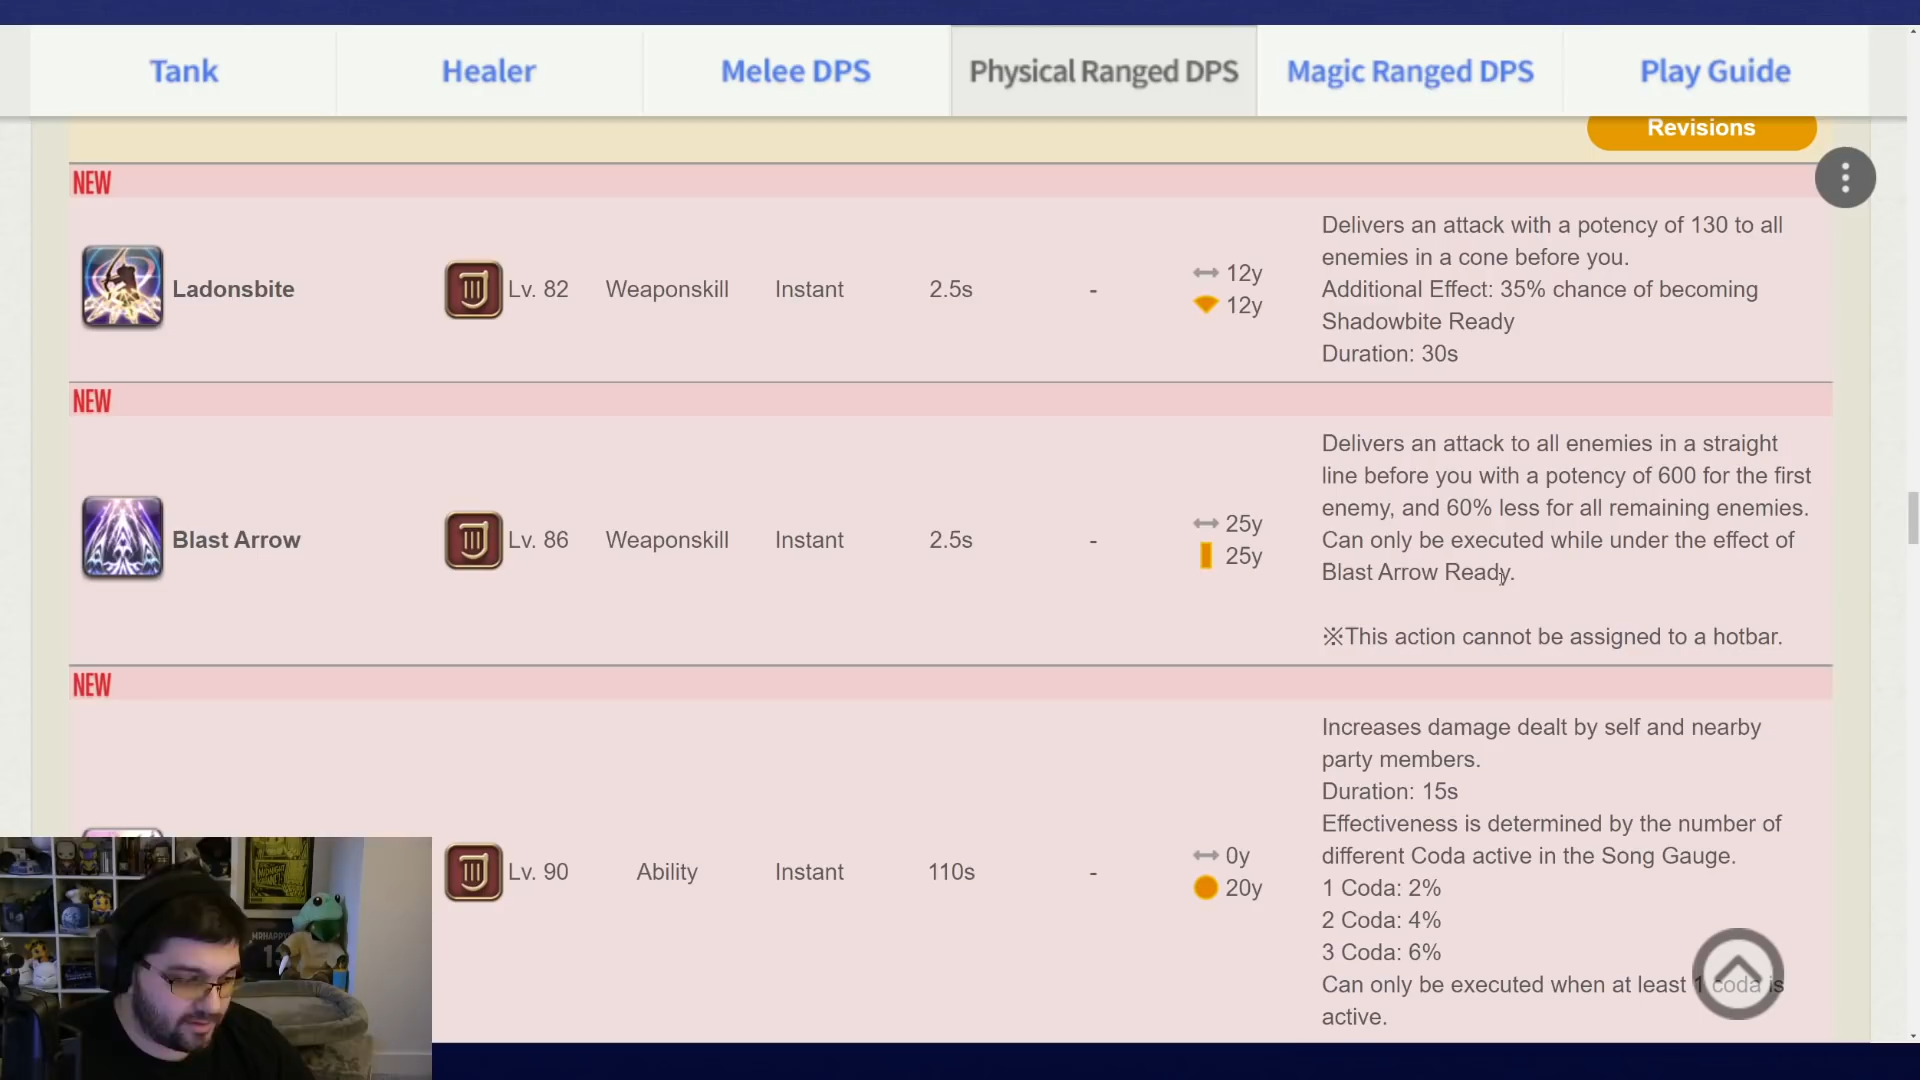 Tank
Healer
Melee DPS
Physical Ranged DPS
Magic Ranged DPS
Play Guide
Revisions
NEW
Ladonsbite
Lv. 82
Weaponskill
Instant
2.5s
-
12y
12y
Delivers an attack with a potency of 130 to all
enemies in a cone before you.
Additional Effect: 35% chance of becoming
Shadowbite Ready
Duration: 30s
NEW
Blast Arrow
Lv. 86
Weaponskill
Instant
2.5s
-
25y
25y
Delivers an attack to all enemies in a straight
line before you with a potency of 600 for the first
enemy, and 60% less for all remaining enemies.
Can only be executed while under the effect of
Blast Arrow Ready.
※This action cannot be assigned to a hotbar.
NEW
Lv. 90
Ability
Instant
110s
-
0y
20y
Increases damage dealt by self and nearby
party members.
Duration: 15s
Effectiveness is determined by the number of
different Coda active in the Song Gauge.
1 Coda: 2%
2 Coda: 4%
3 Coda: 6%
Can only be executed when at least 1 coda is
active.
MRHAPPY